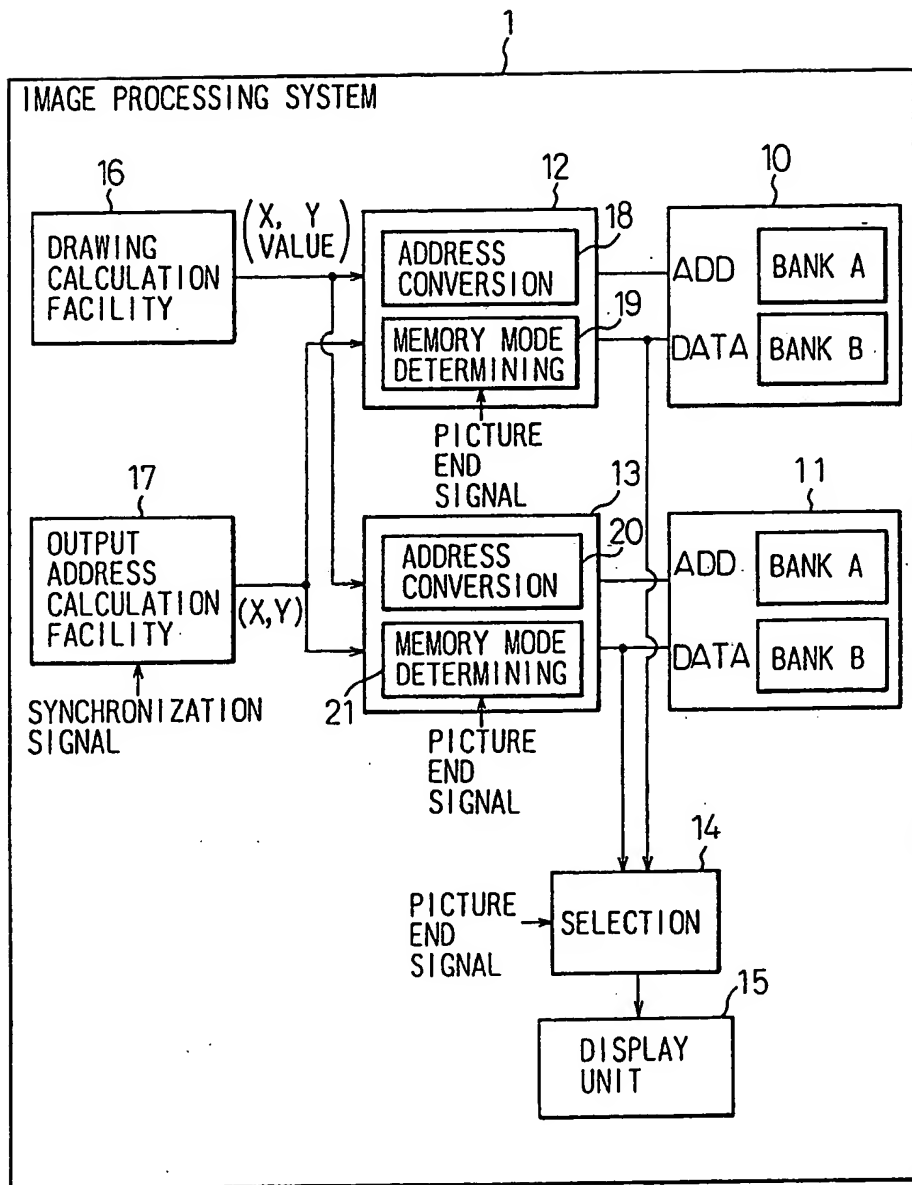 1
IMAGE PROCESSING SYSTEM
16
DRAWING
CALCULATION
FACILITY
(X, Y
VALUE)
12
18
ADDRESS
CONVERSION
19
MEMORY MODE
DETERMINING
PICTURE
END
SIGNAL
10
ADD
BANK A
DATA
BANK B
17
OUTPUT
ADDRESS
CALCULATION
FACILITY
(X,Y)
SYNCHRONIZATION
SIGNAL
13
20
ADDRESS
CONVERSION
MEMORY MODE
DETERMINING
21
PICTURE
END
SIGNAL
11
ADD
BANK A
DATA
BANK B
14
PICTURE
END
SIGNAL
SELECTION
15
DISPLAY
UNIT